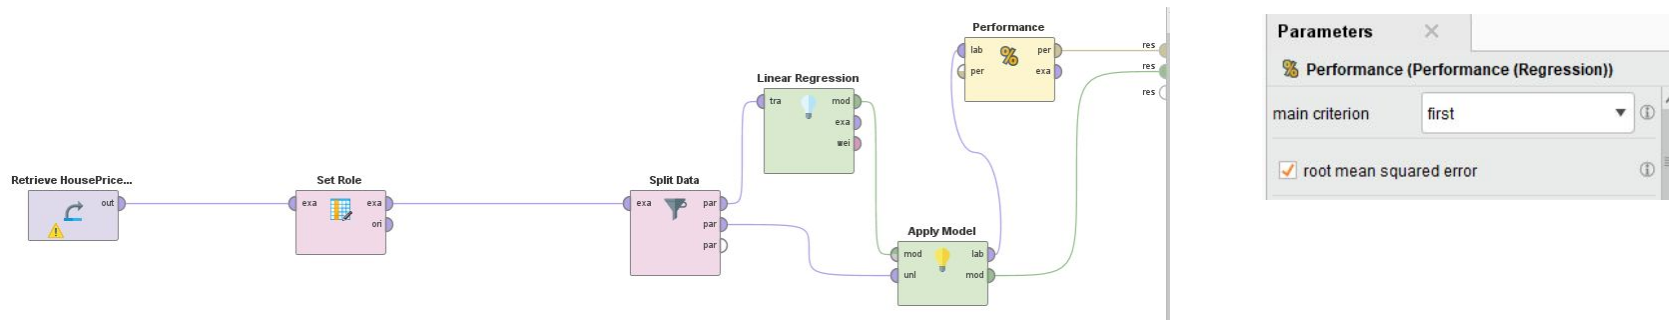 Retrieve HousePrice...
out
Set Role
exa
exa
ori
Split Data
exa
par
par
par
Linear Regression
tra
mod
exa
wei
Apply Model
mod
lab
unl
mod
Performance
%
lab
per
per
exa
res
res
res
Parameters
% Performance (Performance (Regression))
main criterion
first
root mean squared error